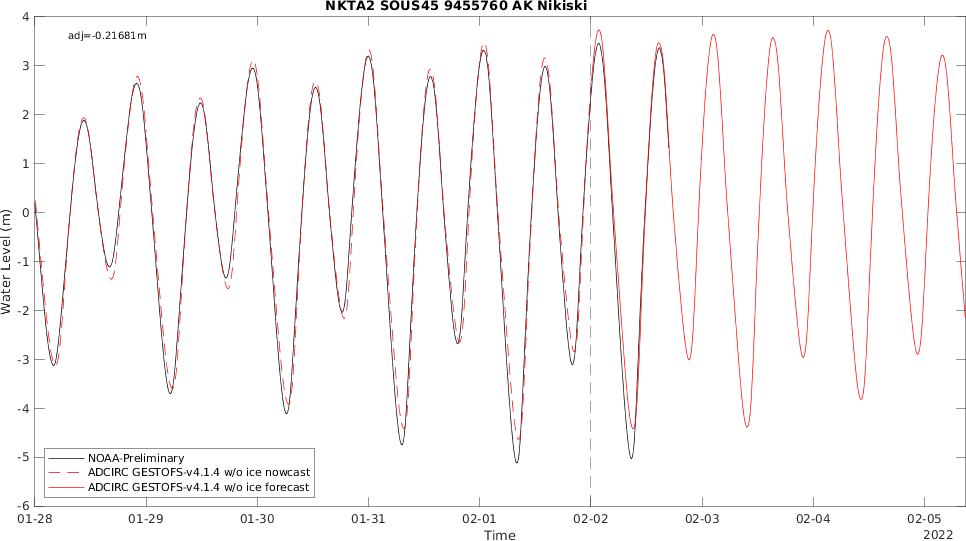 NKTA2 SOUS45 9455760 AK Nikiski
adj=-0.21681m
4
3
2
1
0
-1
-2
-3
-4
-5
-6
Water Level (m)
NOAA-Preliminary
ADCIRC GESTOFS-v4.1.4 w/o ice nowcast
ADCIRC GESTOFS-v4.1.4 w/o ice forecast
01-28 01-29 01-30 01-31 02-01 02-02 02-03 02-04 02-05
Time
2022